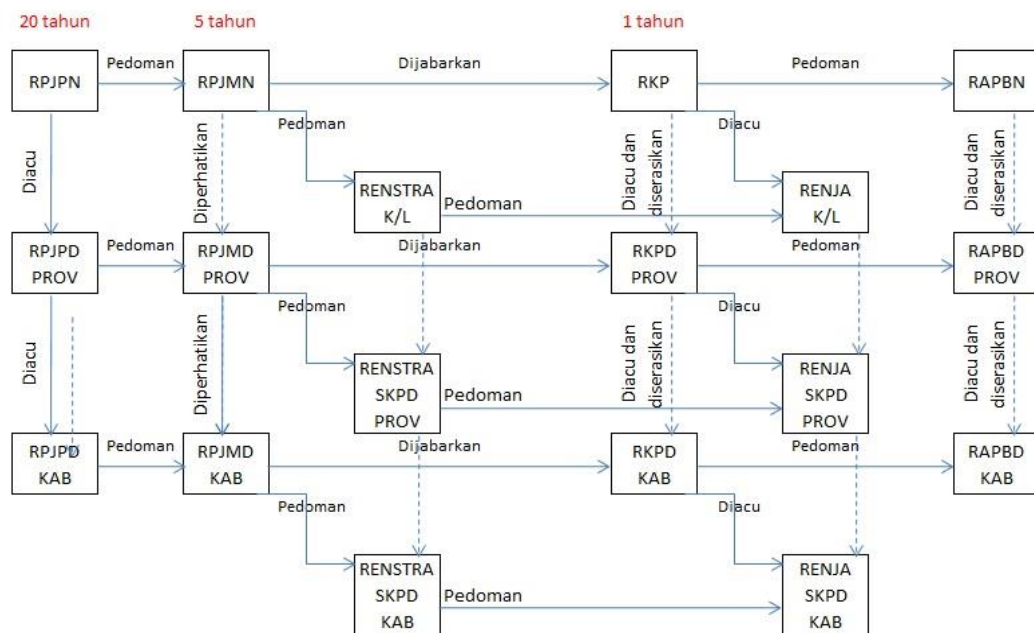 20 tahun
5 tahun
1 tahun
RPJPN
Pedoman
RPJMN
Dijabarkan
RKP
Pedoman
RAPBN
Diacu
Diperhatikan
Pedoman
Diacu dan
diserasikan
Diacu
Diacu dan
diserasikan
RENSTRA
K/L
Pedoman
RENJA
K/L
RPJPD
PROV
Pedoman
RPJMD
PROV
Dijabarkan
RKPD
PROV
Pedoman
RAPBD
PROV
Diacu
Diperhatikan
Pedoman
Diacu dan
diserasikan
Diacu
Diacu dan
diserasikan
RENSTRA
SKPD
PROV
Pedoman
RENJA
SKPD
PROV
RPJPD
KAB
Pedoman
RPJMD
KAB
Dijabarkan
RKPD
KAB
Pedoman
RAPBD
KAB
Pedoman
Diacu
RENSTRA
SKPD
KAB
Pedoman
RENJA
SKPD
KAB